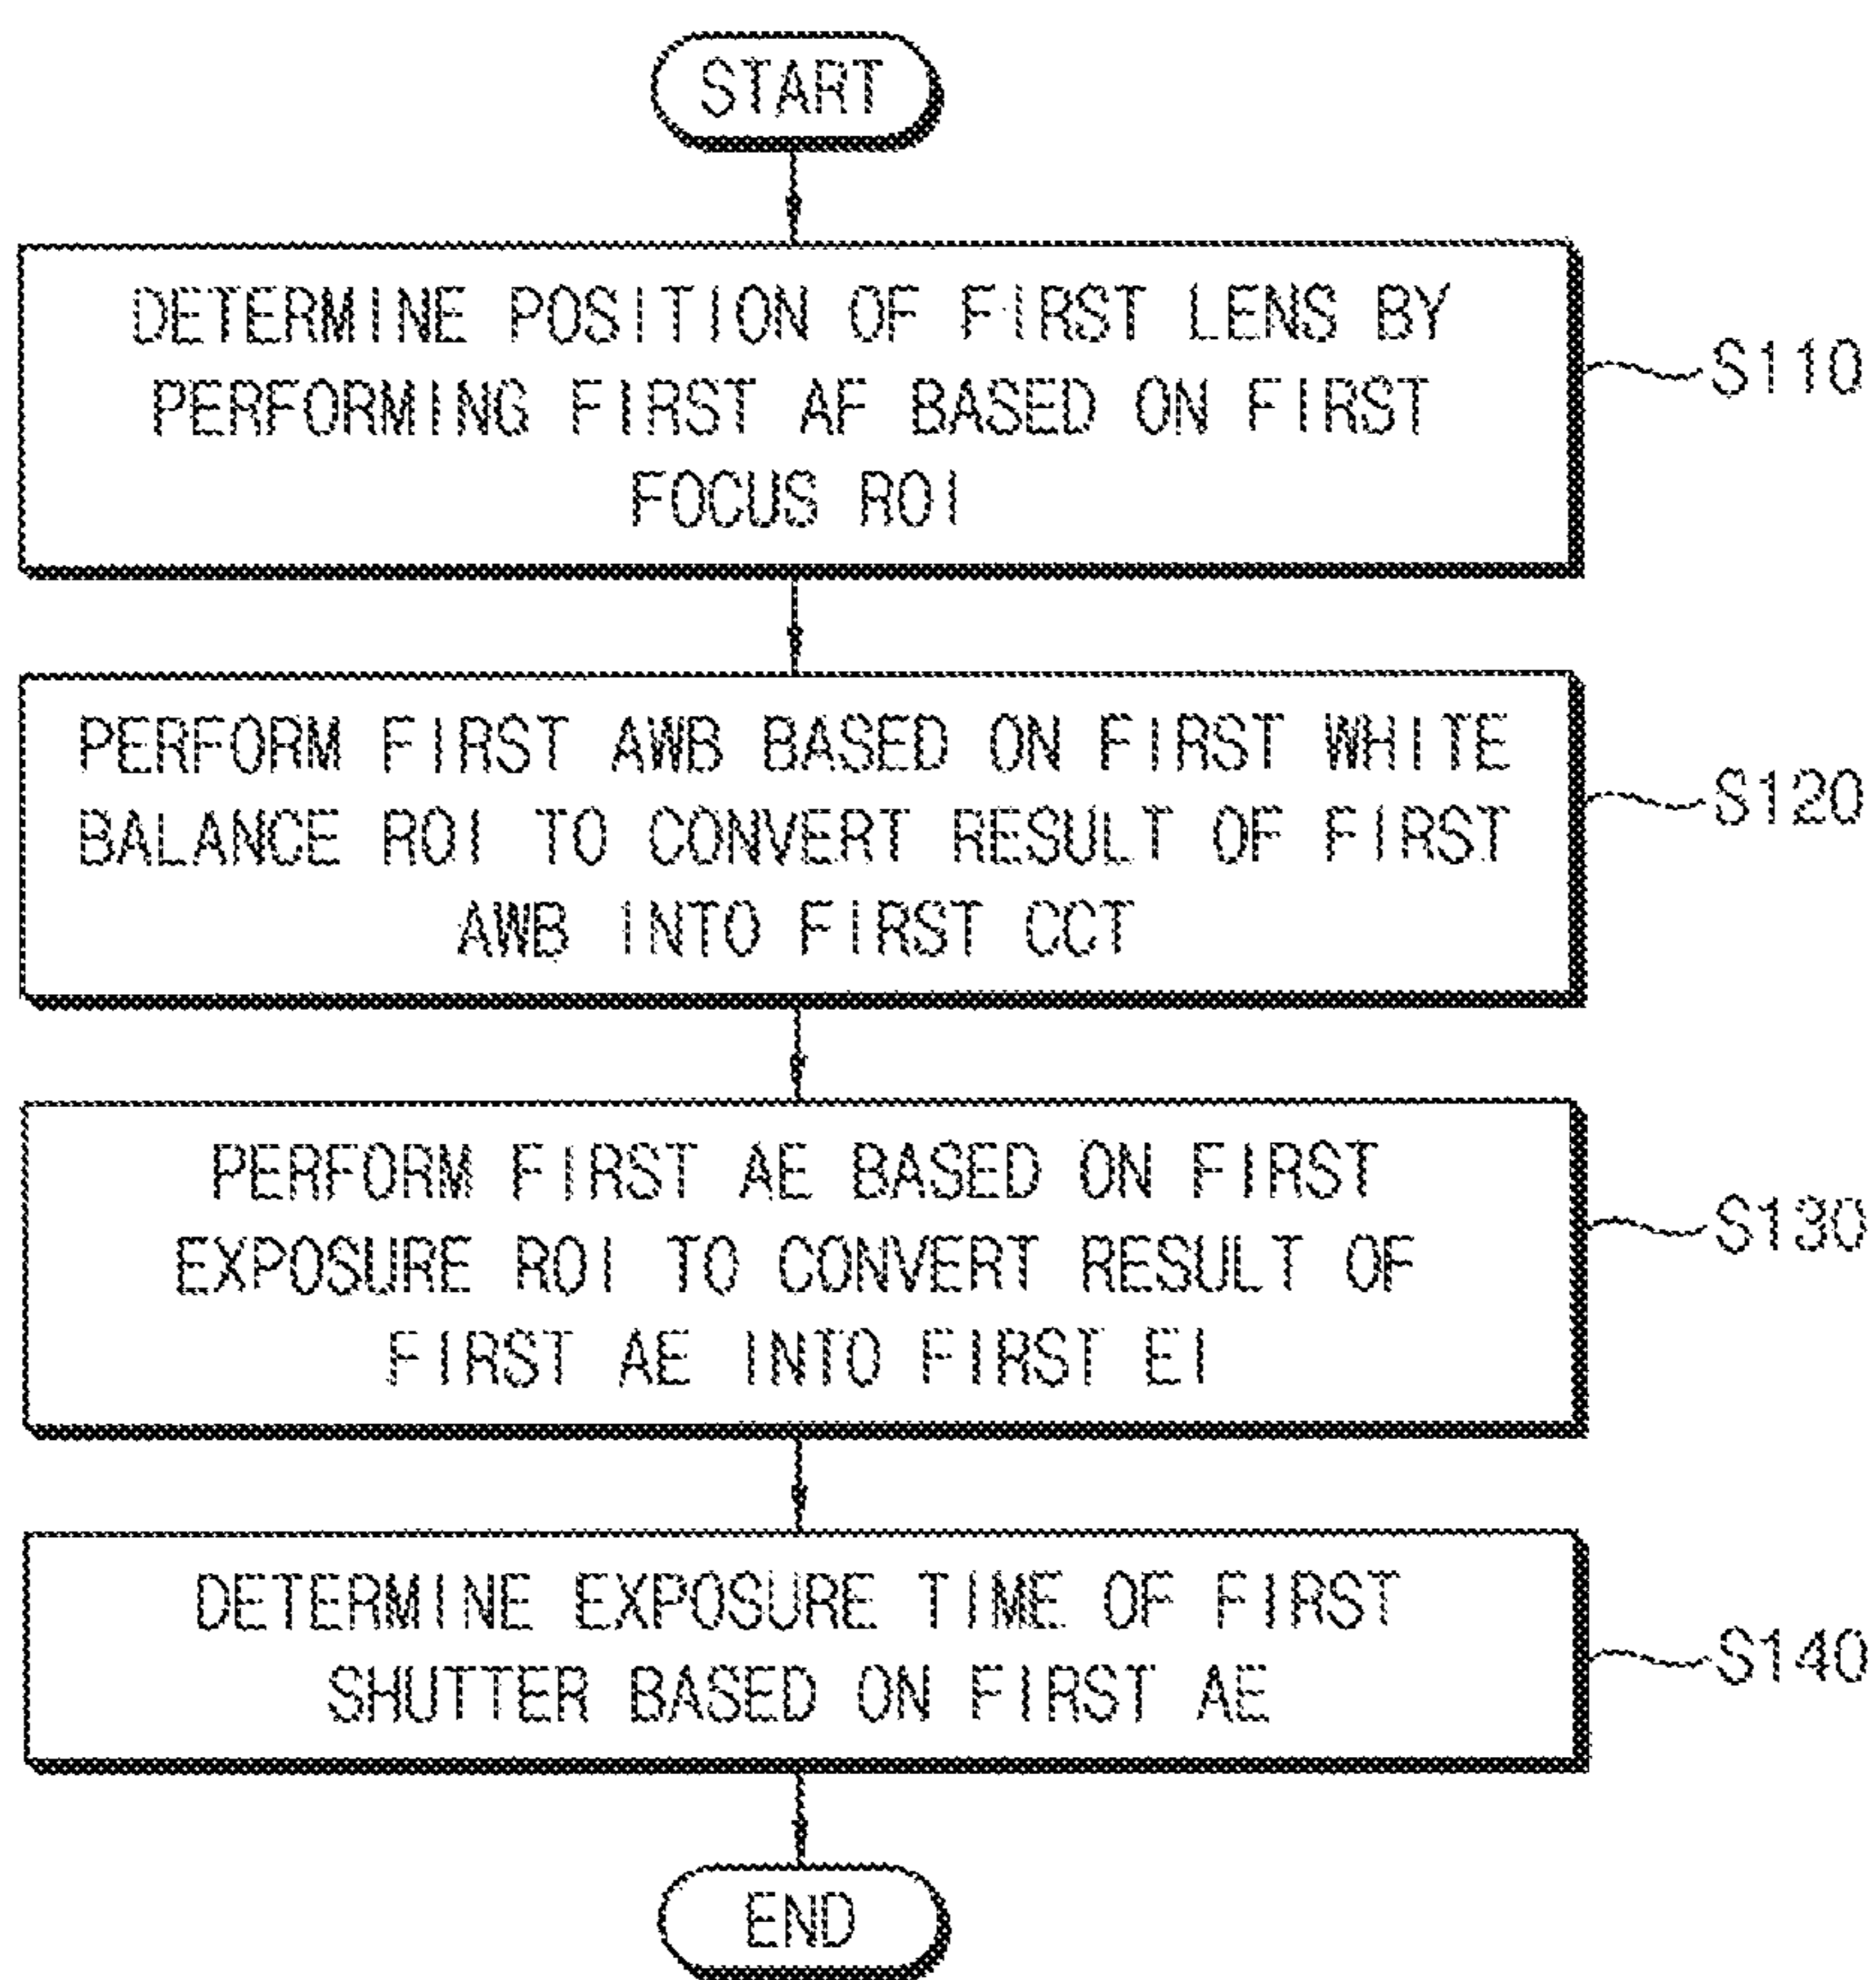 START
DETERMINE POSITION OF FIRST LENS BY
PERFORMING FIRST AF BASED ON FIRST
FOCUS ROI
S110
PERFORM FIRST AWB BASED ON FIRST WHITE
BALANCE ROI TO CONVERT RESULT OF FIRST
AWB INTO FIRST CCT
S120
PERFORM FIRST AE BASED ON FIRST
EXPOSURE ROI TO CONVERT RESULT OF
FIRST AE INTO FIRST EI
S130
DETERMINE EXPOSURE TIME OF FIRST
SHUTTER BASED ON FIRST AE
S140
END